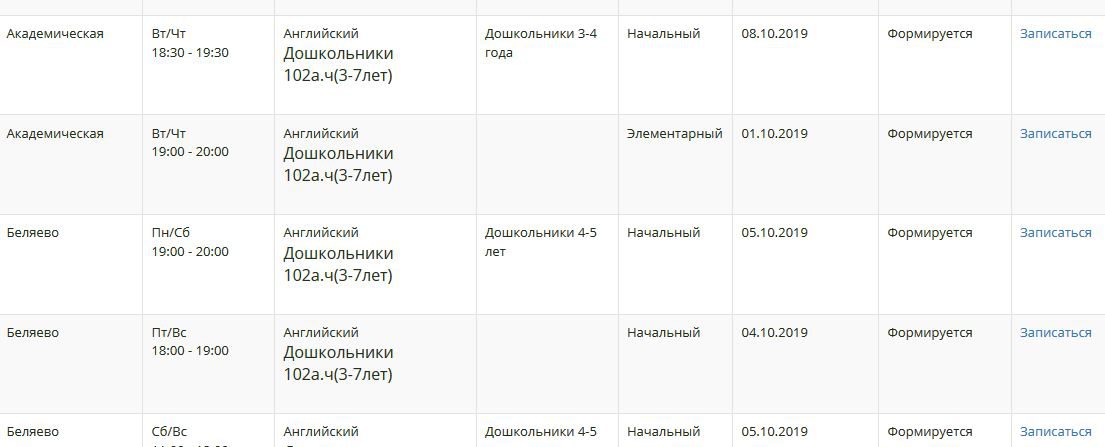 Академическая Вт/Чт Английский Дошкольники 3-4 Начальный 08.10.2019 Формируется Записаться
18:30 - 19:30 Дошкольники года
102а.ч(3-7лет)
Академическая Вт/Чт Английский Элементарный 01.10.2019 Формируется Записаться
19:00 - 20:00 Дошкольники
102а.ч(3-7лет)
Беляево Пн/Сб Английский Дошкольники 4-5 Начальный 05.10.2019 Формируется Записаться
19:00 - 20:00 Дошкольники лет
102а.ч(3-7лет)
Беляево Пт/Вс Английский Начальный 04.10.2019 Формируется Записаться
18:00 - 19:00 Дошкольники
102а.ч(3-7лет)
Беляево Сб/Вс Английский Дошкольники 4-5 Начальный 05.10.2019 Формируется Записаться